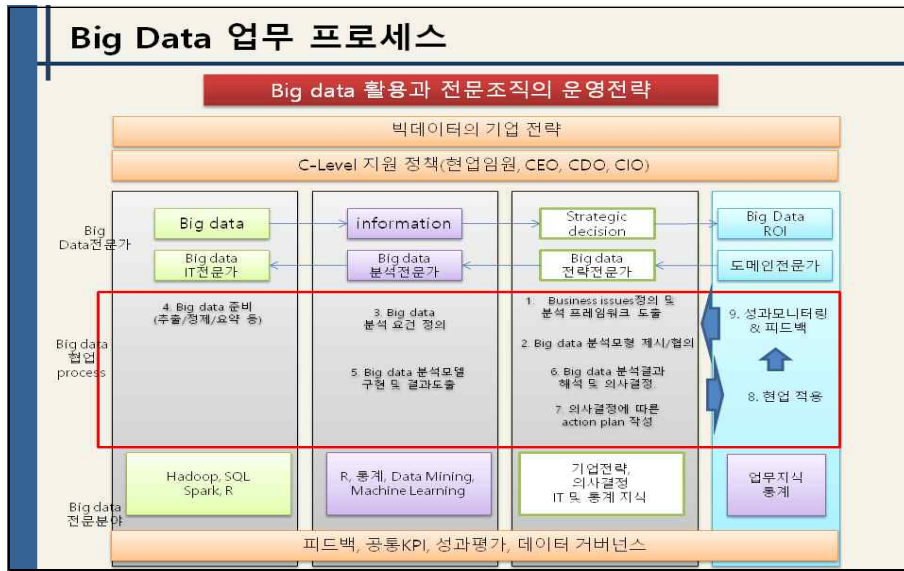 Big Data 업무 프로세스
Big data 활용과 전문조직의 운영전략
빅데이터의 기업 전략
C-Level 지원 정책(현업임원, CEO, CDO, CIO)
Big
Data전문가
Big data
information
Strategic
decision
Big Data
ROI
Big data
IT전문가
Big data
분석전문가
Big data
전략전문가
도메인전문가
Big data
협업
process
4. Big data 준비
(추출/정제/요약 등)
3. Big data
분석 요건 정의
5. Big data 분석모델
구현 및 결과도출
1. Business issues정의 및
분석 프레임워크 도출
2. Big data 분석모형 제시/협의
6. Big data 분석결과
해석 및 의사결정
7. 의사결정에 따른
action plan 작성
9. 성과모니터링
& 피드백
8. 현업 적용
Big data
전문분야
Hadoop, SQL
Spark, R
R, 통계, Data Mining,
Machine Learning
기업전략,
의사결정
IT 및 통계 지식
업무지식
통계
피드백, 공통KPI, 성과평가, 데이터 거버넌스